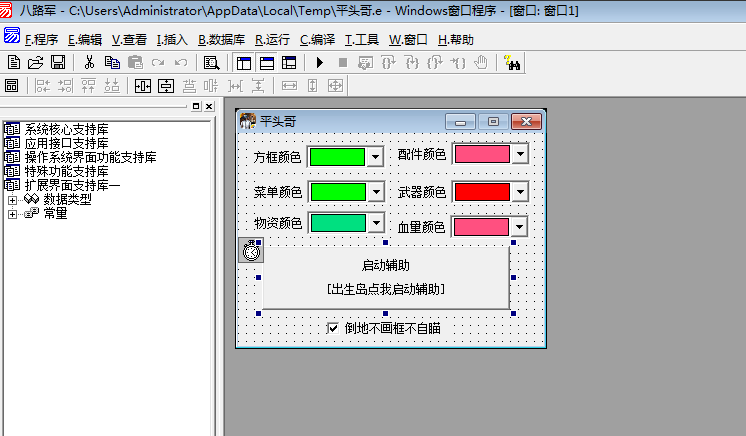 八路军 - C:\Users\Administrator\AppData\Local\Temp\平头哥.e - Windows窗口程序 - [窗口: 窗口1]
F.程序 E.编辑 V.查看 I.插入 B.数据库 R.运行 C.编译 T.工具 W.窗口 H.帮助
系统核心支持库
应用接口支持库
操作系统界面功能支持库
特殊功能支持库
扩展界面支持库一
数据类型
常量
平头哥
方框颜色 配件颜色
菜单颜色 武器颜色
物资颜色 血量颜色
启动辅助
[出生岛点我启动辅助]
倒地不画框不自瞄